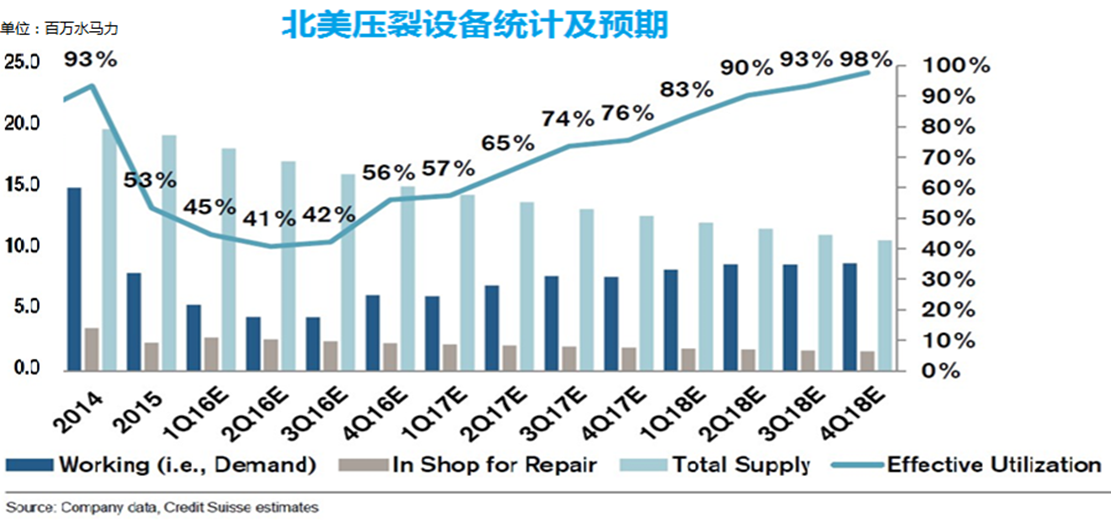 北美压裂设备统计及预期
单位：百万水马力
25.0
20.0
15.0
10.0
5.0
0.0
93%
53%
45%
41%
42%
56%
57%
65%
74%
76%
83%
90%
93%
98%
100%
90%
80%
70%
60%
50%
40%
30%
20%
10%
0%
2Q14
2Q15
1Q16E
2Q16E
3Q16E
4Q16E
1Q17E
2Q17E
3Q17E
4Q17E
1Q18E
2Q18E
3Q18E
4Q18E
Working (i.e., Demand) In Shop for Repair Total Supply Effective Utilization
Source: Company data, Credit Suisse estimates